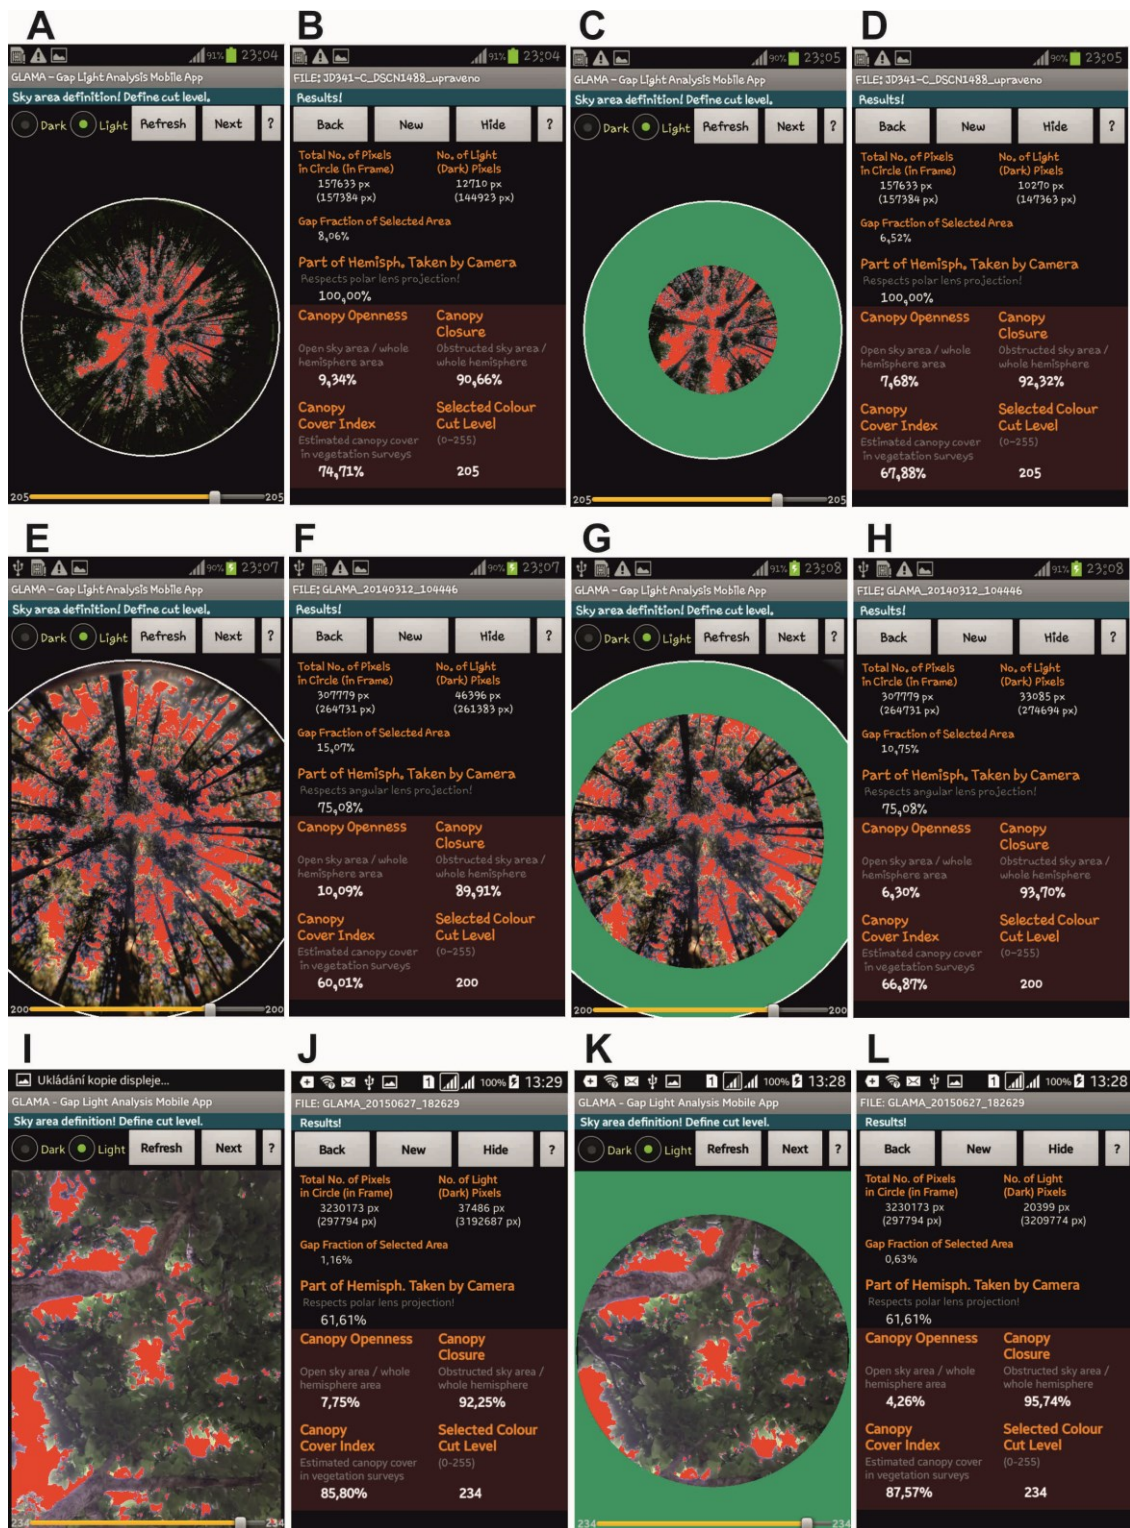 A
B
C
D
91% 23:04
91% 23:04
90% 23:05
90% 23:05
GLAMA - Gap Light Analysis Mobile App
Sky area definition! Define cut level.
Dark Light Refresh Next ?
205 205
FILE: JD341-C_DSCN1488_upraveno
Results!
Back New Hide ?
Total No. of Pixels No. of Light
in Circle (in Frame) (Dark) Pixels
157633 px 12710 px
(157384 px) (144923 px)
Gap Fraction of Selected Area
8,06%
Part of Hemisph. Taken by Camera
Respects polar lens projection!
100,00%
Canopy Openness Canopy
Closure
Open sky area / whole Obstructed sky area /
hemisphere area whole hemisphere
9,34% 90,66%
Canopy Selected Colour
Cover Index Cut Level
Estimated canopy cover (0-255)
in vegetation surveys
74,71% 205
GLAMA - Gap Light Analysis Mobile App
Sky area definition! Define cut level.
Dark Light Refresh Next ?
205 205
FILE: JD341-C_DSCN1488_upraveno
Results!
Back New Hide ?
Total No. of Pixels No. of Light
in Circle (in Frame) (Dark) Pixels
157633 px 10270 px
(157384 px) (147363 px)
Gap Fraction of Selected Area
6,52%
Part of Hemisph. Taken by Camera
Respects polar lens projection!
100,00%
Canopy Openness Canopy
Closure
Open sky area / whole Obstructed sky area /
hemisphere area whole hemisphere
7,68% 92,32%
Canopy Selected Colour
Cover Index Cut Level
Estimated canopy cover (0-255)
in vegetation surveys
67,88% 205
E
F
G
H
90% 23:07
90% 23:07
91% 23:08
91% 23:08
GLAMA - Gap Light Analysis Mobile App
Sky area definition! Define cut level.
Dark Light Refresh Next ?
200 200
FILE: GLAMA_20140312_104446
Results!
Back New Hide ?
Total No. of Pixels No. of Light
in Circle (in Frame) (Dark) Pixels
307779 px 46396 px
(264731 px) (261383 px)
Gap Fraction of Selected Area
15,07%
Part of Hemisph. Taken by Camera
Respects angular lens projection!
75,08%
Canopy Openness Canopy
Closure
Open sky area / whole Obstructed sky area /
hemisphere area whole hemisphere
10,09% 89,91%
Canopy Selected Colour
Cover Index Cut Level
Estimated canopy cover (0-255)
in vegetation surveys
60,01% 200
GLAMA - Gap Light Analysis Mobile App
Sky area definition! Define cut level.
Dark Light Refresh Next ?
200 200
FILE: GLAMA_20140312_104446
Results!
Back New Hide ?
Total No. of Pixels No. of Light
in Circle (in Frame) (Dark) Pixels
307779 px 33085 px
(264731 px) (274694 px)
Gap Fraction of Selected Area
10,75%
Part of Hemisph. Taken by Camera
Respects angular lens projection!
75,08%
Canopy Openness Canopy
Closure
Open sky area / whole Obstructed sky area /
hemisphere area whole hemisphere
6,30% 93,70%
Canopy Selected Colour
Cover Index Cut Level
Estimated canopy cover (0-255)
in vegetation surveys
66,87% 200
I
J
K
L
Ukládání kopie displeje...
1 100% 13:29
1 100% 13:28
1 100% 13:28
GLAMA - Gap Light Analysis Mobile App
Sky area definition! Define cut level.
Dark Light Refresh Next ?
234 234
FILE: GLAMA_20150627_182629
Results!
Back New Hide ?
Total No. of Pixels No. of Light
in Circle (in Frame) (Dark) Pixels
3230173 px 37486 px
(297794 px) (3192687 px)
Gap Fraction of Selected Area
1,16%
Part of Hemisph. Taken by Camera
Respects polar lens projection!
61,61%
Canopy Openness Canopy
Closure
Open sky area / whole Obstructed sky area /
hemisphere area whole hemisphere
7,75% 92,25%
Canopy Selected Colour
Cover Index Cut Level
Estimated canopy cover (0-255)
in vegetation surveys
85,80% 234
GLAMA - Gap Light Analysis Mobile App
Sky area definition! Define cut level.
Dark Light Refresh Next ?
234 234
FILE: GLAMA_20150627_182629
Results!
Back New Hide ?
Total No. of Pixels No. of Light
in Circle (in Frame) (Dark) Pixels
3230173 px 20399 px
(297794 px) (3209774 px)
Gap Fraction of Selected Area
0,63%
Part of Hemisph. Taken by Camera
Respects polar lens projection!
61,61%
Canopy Openness Canopy
Closure
Open sky area / whole Obstructed sky area /
hemisphere area whole hemisphere
4,26% 95,74%
Canopy Selected Colour
Cover Index Cut Level
Estimated canopy cover (0-255)
in vegetation surveys
87,57% 234